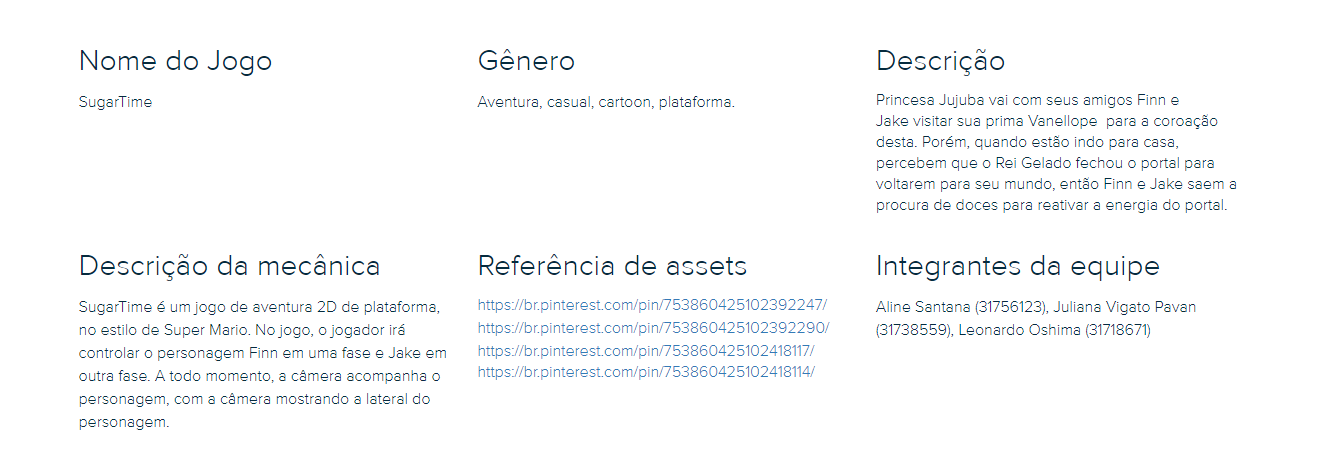 Nome do Jogo
SugarTime
Gênero
Aventura, casual, cartoon, plataforma.
Descrição
Princesa Jujuba vai com seus amigos Finn e
Jake visitar sua prima Vanellope  para a coroação
desta. Porém, quando estão indo para casa,
percebem que o Rei Gelado fechou o portal para
voltarem para seu mundo, então Finn e Jake saem a
procura de doces para reativar a energia do portal.
Descrição da mecânica
SugarTime é um jogo de aventura 2D de plataforma,
no estilo de Super Mario. No jogo, o jogador irá
controlar o personagem Finn em uma fase e Jake em
outra fase. A todo momento, a câmera acompanha o
personagem, com a câmera mostrando a lateral do
personagem.
Referência de assets
https://br.pinterest.com/pin/753860425102392247/
https://br.pinterest.com/pin/753860425102392290/
https://br.pinterest.com/pin/753860425102418117/
https://br.pinterest.com/pin/753860425102418114/
Integrantes da equipe
Aline Santana (31756123), Juliana Vigato Pavan
(31738559), Leonardo Oshima (31718671)